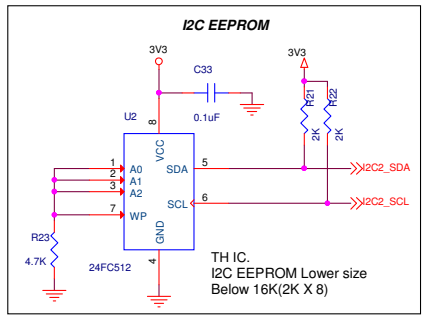 I2C EEPROM
3V3
3V3
C33
0.1uF
R21
2K
R22
2K
U2
8
VCC
1
A0
2
A1
3
A2
7
WP
SDA
5
I2C2_SDA
SCL
6
I2C2_SCL
GND
4
R23
4.7K
24FC512
TH IC.
I2C EEPROM Lower size
Below 16K(2K X 8)